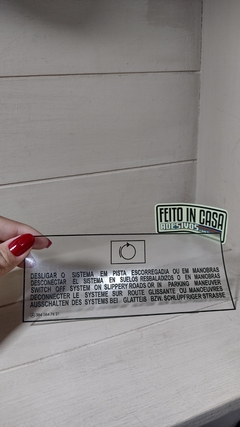 FEITO IN CASA
ADESIVOS
DESLIGAR O SISTEMA EM PISTA ESCORREGADIA OU EM MANOBRAS
DESCONECTAR EL SISTEMA EN SUELOS RESBALADIZOS O EN MANIOBRAS
SWITCH OFF SYSTEM ON SLIPPERY ROADS OR IN PARKING MANEUVER
DECONNECTER LE SYSTEME SUR ROUTE GLISSANTE OU MANOEUVRES
AUSSCHALTEN DES SYSTEMS BEI GLATTEIS BZW. SCHLUPFRIGER STRASSE